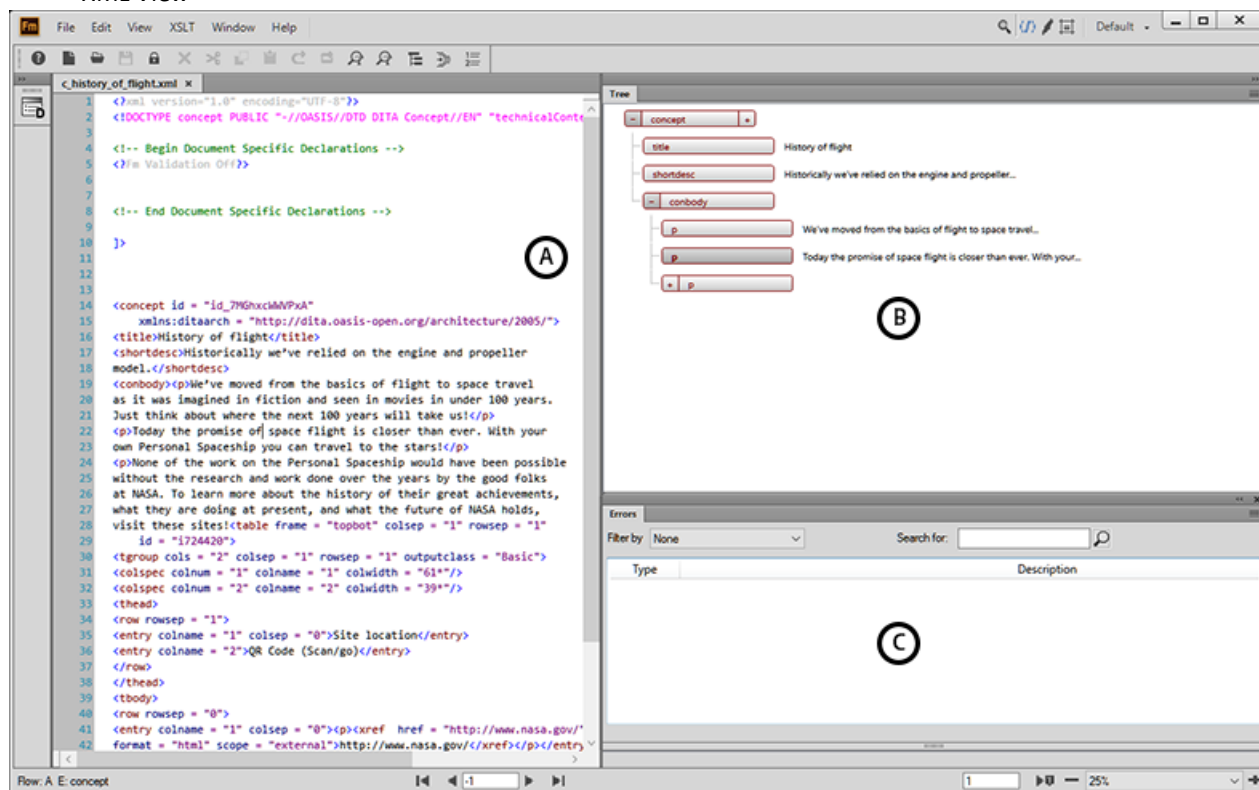 Fm File Edit View XSLT Window Help Default
c_history_of_flight.xml ×
1 <?xml version="1.0" encoding="UTF-8"?>
2 <!DOCTYPE concept PUBLIC "-//OASIS//DTD DITA Concept//EN" "technicalConte
3
4 <!-- Begin Document Specific Declarations -->
5 <?Fm Validation Off?>
6
7
8 <!-- End Document Specific Declarations -->
9
10 ]>
11
12
13
14 <concept id = "id_7MGhxcWWVPxA"
15 xmlns:ditaarch = "http://dita.oasis-open.org/architecture/2005/">
16 <title>History of flight</title>
17 <shortdesc>Historically we've relied on the engine and propeller
18 model.</shortdesc>
19 <conbody><p>We've moved from the basics of flight to space travel
20 as it was imagined in fiction and seen in movies in under 100 years.
21 Just think about where the next 100 years will take us!</p>
22 <p>Today the promise of space flight is closer than ever. With your
23 own Personal Spaceship you can travel to the stars!</p>
24 <p>None of the work on the Personal Spaceship would have been possible
25 without the research and work done over the years by the good folks
26 at NASA. To learn more about the history of their great achievements,
27 what they are doing at present, and what the future of NASA holds,
28 visit these sites!<table frame = "topbot" colsep = "1" rowsep = "1"
29 id = "i724420">
30 <tgroup cols = "2" colsep = "1" rowsep = "1" outputclass = "Basic">
31 <colspec colnum = "1" colname = "1" colwidth = "61*"/>
32 <colspec colnum = "2" colname = "2" colwidth = "39*"/>
33 <thead>
34 <row rowsep = "1">
35 <entry colname = "1" colsep = "0">Site location</entry>
36 <entry colname = "2">QR Code (Scan/go)</entry>
37 </row>
38 </thead>
39 <tbody>
40 <row rowsep = "0">
41 <entry colname = "1" colsep = "0"><p><xref href = "http://www.nasa.gov/"
42 format = "html" scope = "external">http://www.nasa.gov/</xref></p></entry>
A
Tree
concept
title History of flight
shortdesc Historically we've relied on the engine and propeller...
conbody
p We've moved from the basics of flight to space travel...
p Today the promise of space flight is closer than ever. With your...
p
B
Errors
Filter by None Search for:
Type Description
C
Flow: A E: concept -1 1 25%